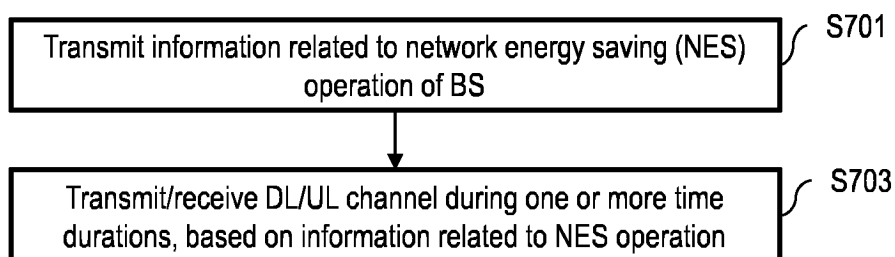 S701
Transmit information related to network energy saving (NES)
operation of BS
S703
Transmit/receive DL/UL channel during one or more time
durations, based on information related to NES operation